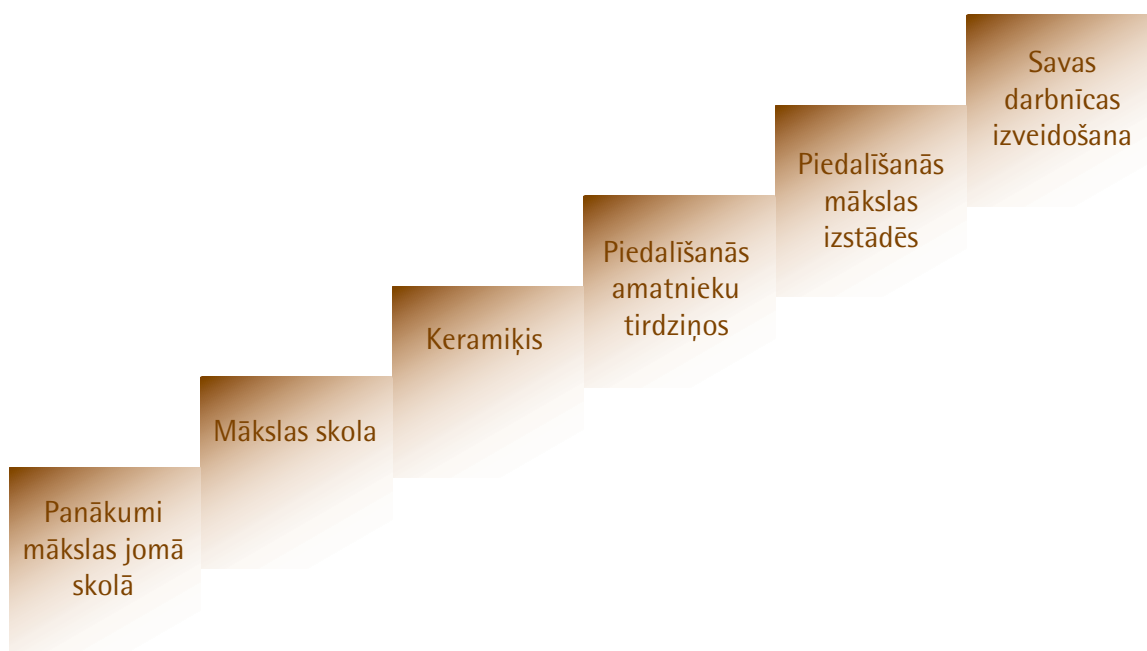 Savas
darbnīcas
izveidošana
Piedalīšanās
mākslas
izstādēs
Piedalīšanās
amatnieku
tirdziņos
Keramiķis
Mākslas skola
Panākumi
mākslas jomā
skolā